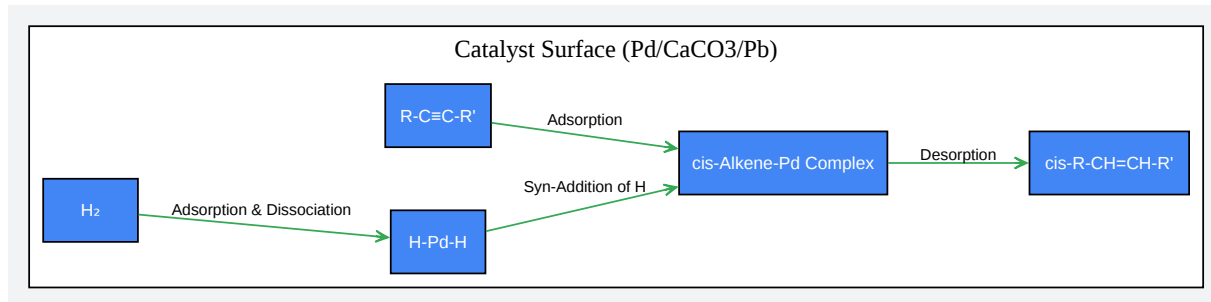 Catalyst Surface (Pd/CaCO3/Pb)
R-C≡C-R'
Adsorption
cis-Alkene-Pd Complex
Desorption
cis-R-CH=CH-R'
Syn-Addition of H
H₂
Adsorption & Dissociation
H-Pd-H